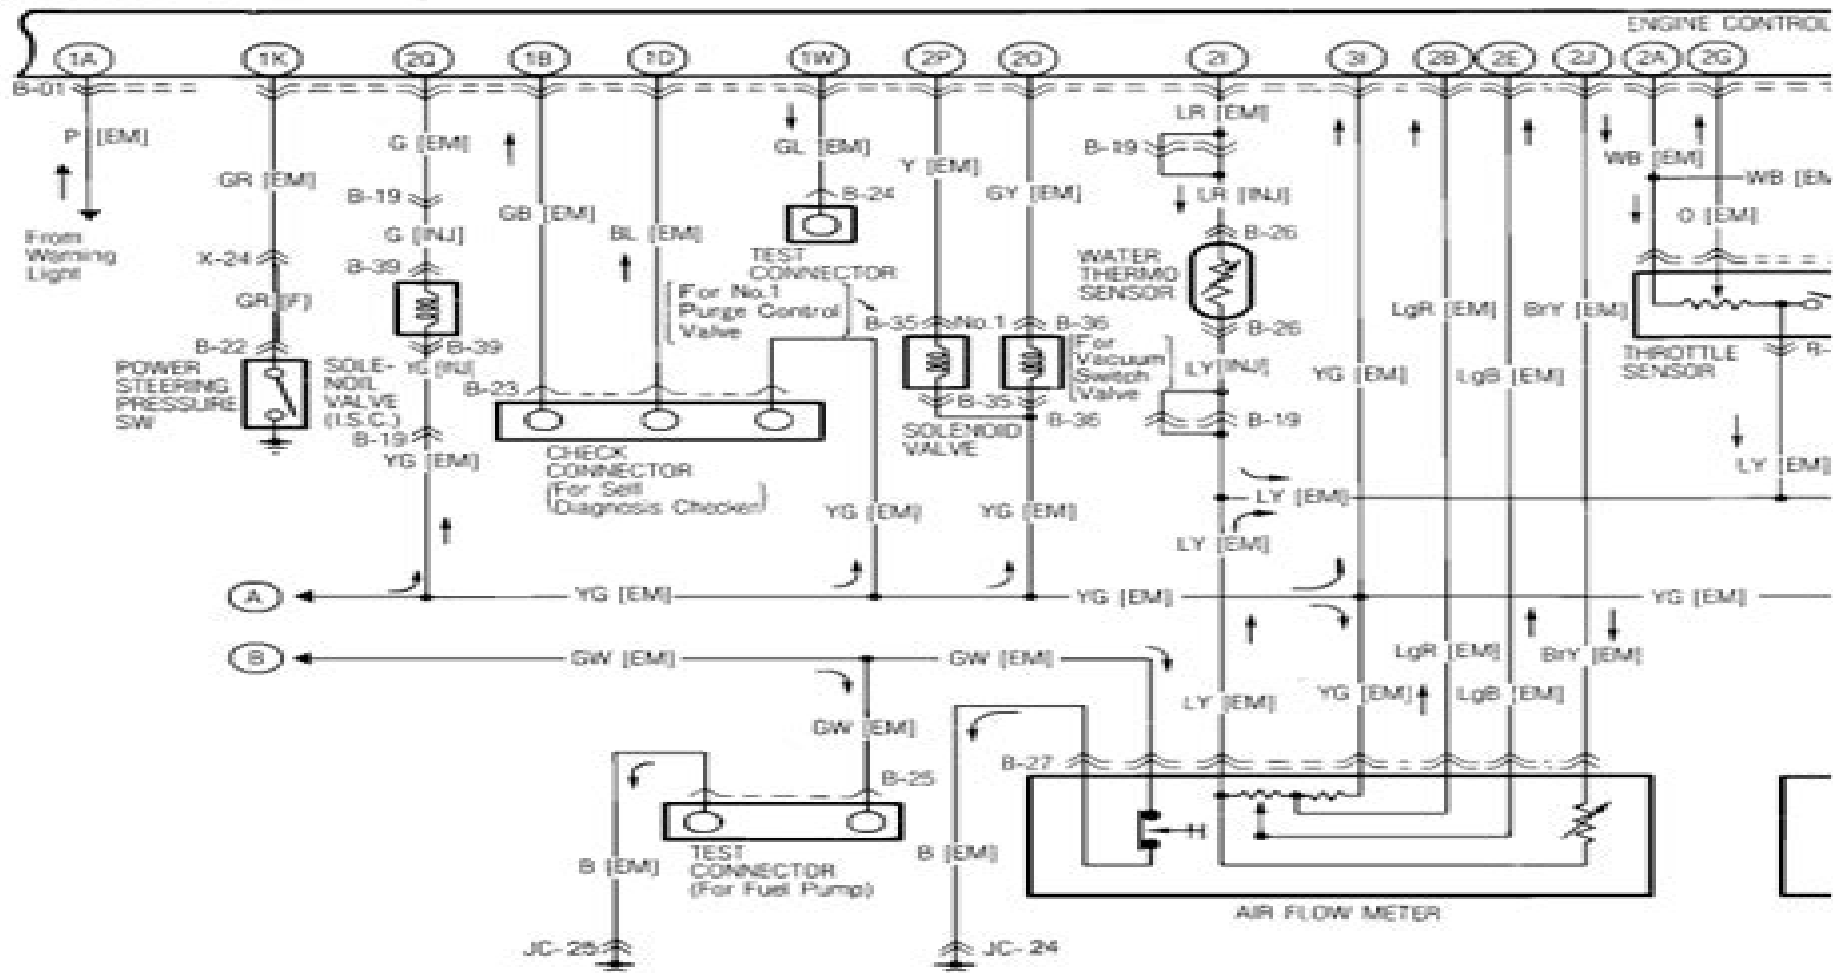 ENGINE CONTROL
1A 1K 2Q 1B 1D 1W 2P 2O 2I 3I 2B 2E 2J 2A 2G
B-01
P [EM]
From
Warning
Light
GR [EM]
X-24
GR [F]
B-22
POWER
STEERING
PRESSURE
SW
G [EM]
B-19
G [INJ]
B-39
B-39
SOLE-
NOIL
VALVE
(I.S.C.)
YG [INJ]
B-19
YG [EM]
GB [EM]
BL [EM]
B-23
CHECK
CONNECTOR
(For Self
Diagnosis Checker)
GL [EM]
B-24
TEST
CONNECTOR
(For No.1
Purge Control
Valve)
Y [EM]
GY [EM]
B-35
No.1
B-36
(For
Vacuum
Switch
Valve)
B-35
B-36
SOLENOID
VALVE
YG [EM]
YG [EM]
LR [EM]
B-19
LR [INJ]
B-26
WATER
THERMO
SENSOR
B-26
LY [INJ]
B-19
LY [EM]
LY [EM]
YG [EM]
LgR [EM]
LgB [EM]
BrY [EM]
WB [EM]
WB [EM
O [EM]
THROTTLE
SENSOR
LY [EM]
A
YG [EM]
YG [EM]
YG [EM]
B
GW [EM]
GW [EM]
LgR [EM]
BrY [EM]
GW [EM]
LY [EM]
YG [EM]
LgB [EM]
B-25
B-27
B [EM]
TEST
CONNECTOR
(For Fuel Pump)
B [EM]
AIR FLOW METER
JC-25
JC-24